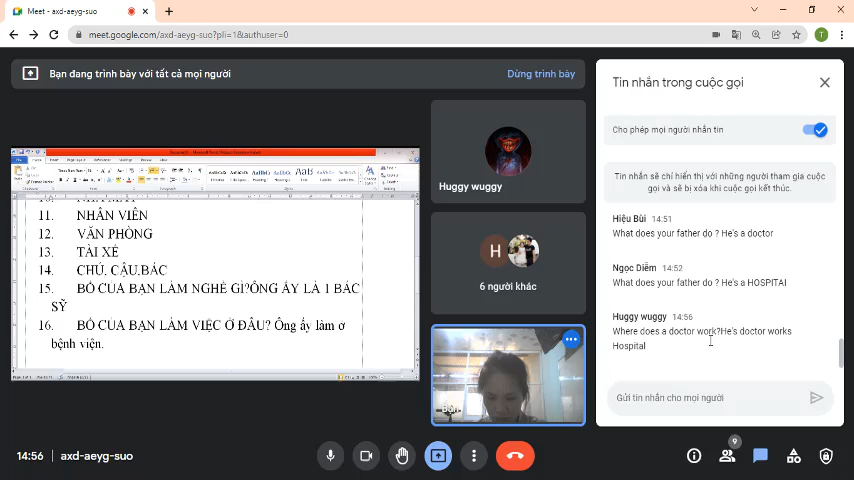 Meet - axd-aeyg-suo
meet.google.com/axd-aeyg-suo?pli=1&authuser=0
T
Bạn đang trình bày với tất cả mọi người
Dừng trình bày
Tin nhắn trong cuộc gọi
Cho phép mọi người nhắn tin
Tin nhắn sẽ chỉ hiển thị với những người tham gia cuộc
gọi và sẽ bị xóa khi cuộc gọi kết thúc.
Hiệu Bùi 14:51
What does your father do ? He's a doctor
Ngọc Diễm 14:52
What does your father do ? He's a HOSPITAl
Huggy wuggy 14:56
Where does a doctor work?He's doctor works
Hospital
Gửi tin nhắn cho mọi người
Huggy wuggy
H
6 người khác
11. NHÂN VIÊN
12. VĂN PHÒNG
13. TÀI XẾ
14. CHÚ, CẬU,BÁC
15. BỐ CỦA BẠN LÀM NGHỀ GÌ?ÔNG ẤY LÀ 1 BÁC
SỸ
16. BỐ CỦA BẠN LÀM VIỆC Ở ĐÂU? Ông ấy làm ở
bệnh viện.
14:56 axd-aeyg-suo
9